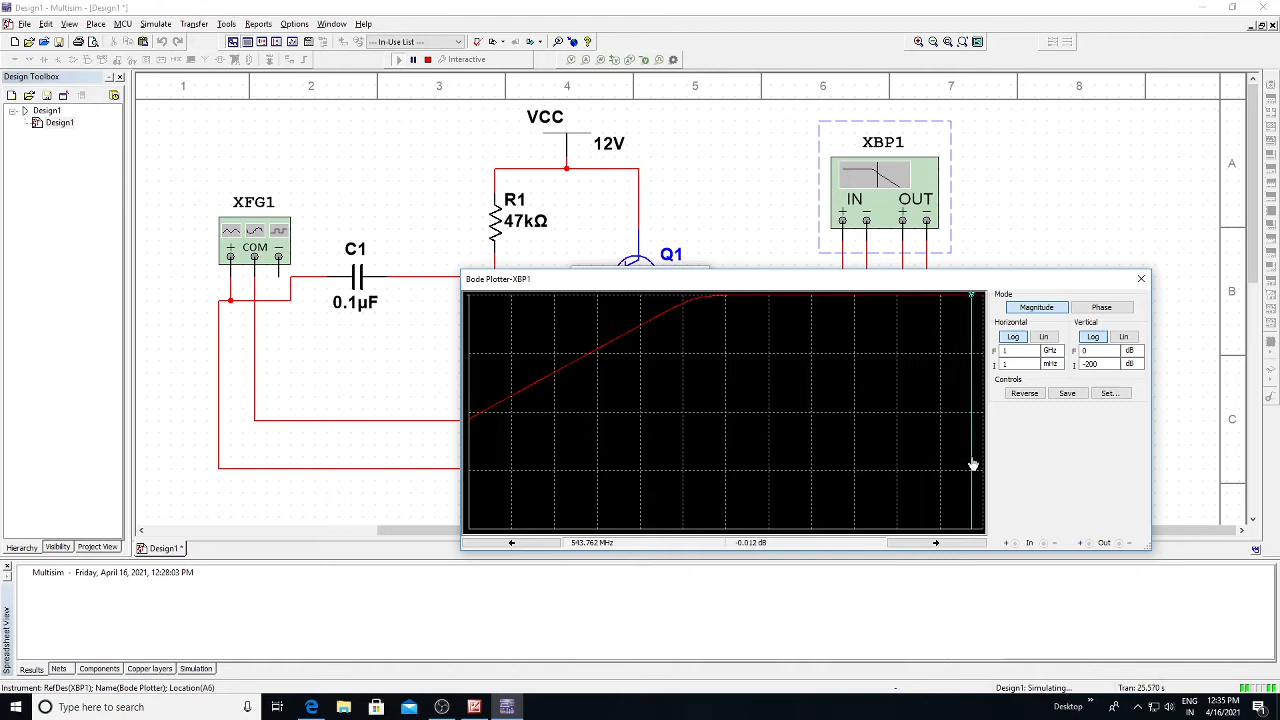 Design1 - Multisim - [Design1 *]
File Edit View Place MCU Simulate Transfer Tools Reports Options Window Help
--- In-Use List ---
Interactive
Design Toolbox
Design1
Design1
1 2 3 4 5 6 7 8
A
B
C
VCC
12V
XBP1
IN OUT
XFG1
COM
R1
47kΩ
C1
0.1µF
Q1
Bode Plotter-XBP1
Mode
Magnitude Phase
Horizontal Vertical
Log Lin Log Lin
F 1 GHz F 0 dB
I 1 mHz I -200 dB
Controls
Reverse Save Set...
543.762 MHz -0.012 dB
+ In - + Out -
Hierarchy Visibility Project View
Design1 *
Multisim - Friday, April 16, 2021, 12:28:03 PM
Spreadsheet View
Results Nets Components Copper layers Simulation
Instrument: RefDes(XBP1); Name(Bode Plotter); Location(A6)
- Design1: Simulating... Tran: 25.570 s
Type here to search
Desktop
ENG
IN
12:35 PM
4/16/2021